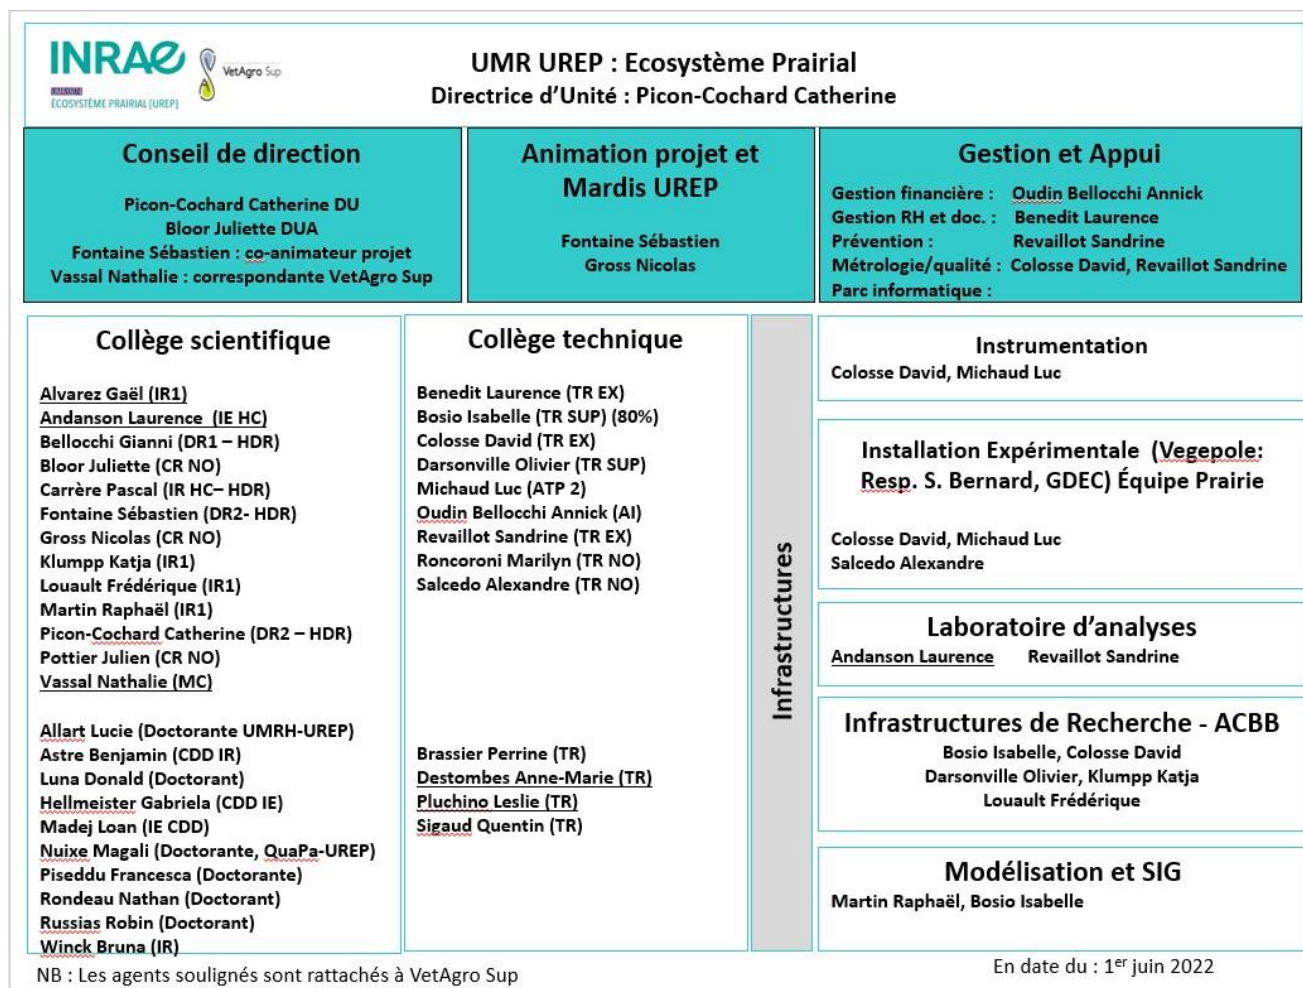 INRAE
VetAgro Sup
ÉCOSYSTÈME PRAIRIAL (UREP)
UMR UREP : Ecosystème Prairial
Directrice d’Unité : Picon-Cochard Catherine
Conseil de direction
Picon-Cochard Catherine DU
Bloor Juliette DUA
Fontaine Sébastien : co-animateur projet
Vassal Nathalie : correspondante VetAgro Sup
Animation projet et
Mardis UREP
Fontaine Sébastien
Gross Nicolas
Gestion et Appui
Gestion financière : Oudin Bellocchi Annick
Gestion RH et doc. : Benedit Laurence
Prévention : Revaillot Sandrine
Métrologie/qualité : Colosse David, Revaillot Sandrine
Parc informatique :
Collège scientifique
Alvarez Gaël (IR1)
Andanson Laurence (IE HC)
Bellocchi Gianni (DR1 – HDR)
Bloor Juliette (CR NO)
Carrère Pascal (IR HC– HDR)
Fontaine Sébastien (DR2- HDR)
Gross Nicolas (CR NO)
Klumpp Katja (IR1)
Louault Frédérique (IR1)
Martin Raphaël (IR1)
Picon-Cochard Catherine (DR2 – HDR)
Pottier Julien (CR NO)
Vassal Nathalie (MC)
Allart Lucie (Doctorante UMRH-UREP)
Astre Benjamin (CDD IR)
Luna Donald (Doctorant)
Hellmeister Gabriela (CDD IE)
Madej Loan (IE CDD)
Nuixe Magali (Doctorante, QuaPa-UREP)
Piseddu Francesca (Doctorante)
Rondeau Nathan (Doctorant)
Russias Robin (Doctorant)
Winck Bruna (IR)
Collège technique
Benedit Laurence (TR EX)
Bosio Isabelle (TR SUP) (80%)
Colosse David (TR EX)
Darsonville Olivier (TR SUP)
Michaud Luc (ATP 2)
Oudin Bellocchi Annick (AI)
Revaillot Sandrine (TR EX)
Roncoroni Marilyn (TR NO)
Salcedo Alexandre (TR NO)
Brassier Perrine (TR)
Destombes Anne-Marie (TR)
Pluchino Leslie (TR)
Sigaud Quentin (TR)
Infrastructures
Instrumentation
Colosse David, Michaud Luc
Installation Expérimentale (Vegepole:
Resp. S. Bernard, GDEC) Équipe Prairie
Colosse David, Michaud Luc
Salcedo Alexandre
Laboratoire d’analyses
Andanson Laurence Revaillot Sandrine
Infrastructures de Recherche - ACBB
Bosio Isabelle, Colosse David
Darsonville Olivier, Klumpp Katja
Louault Frédérique
Modélisation et SIG
Martin Raphaël, Bosio Isabelle
NB : Les agents soulignés sont rattachés à VetAgro Sup
En date du : 1er juin 2022